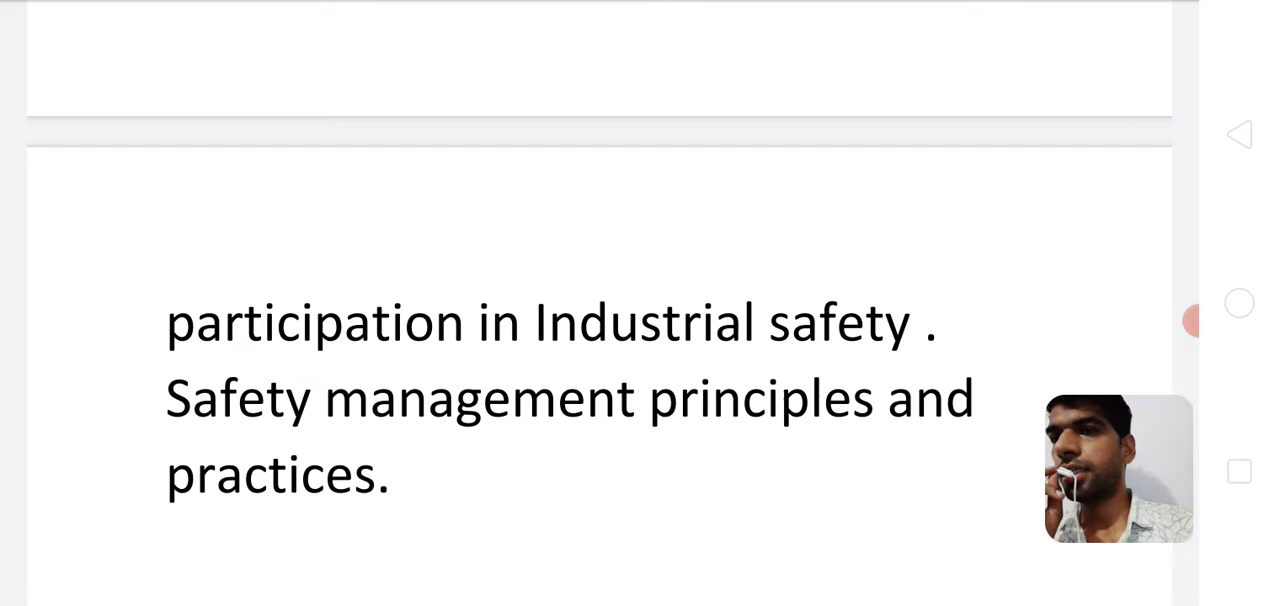 participation in Industrial safety .
Safety management principles and
practices.